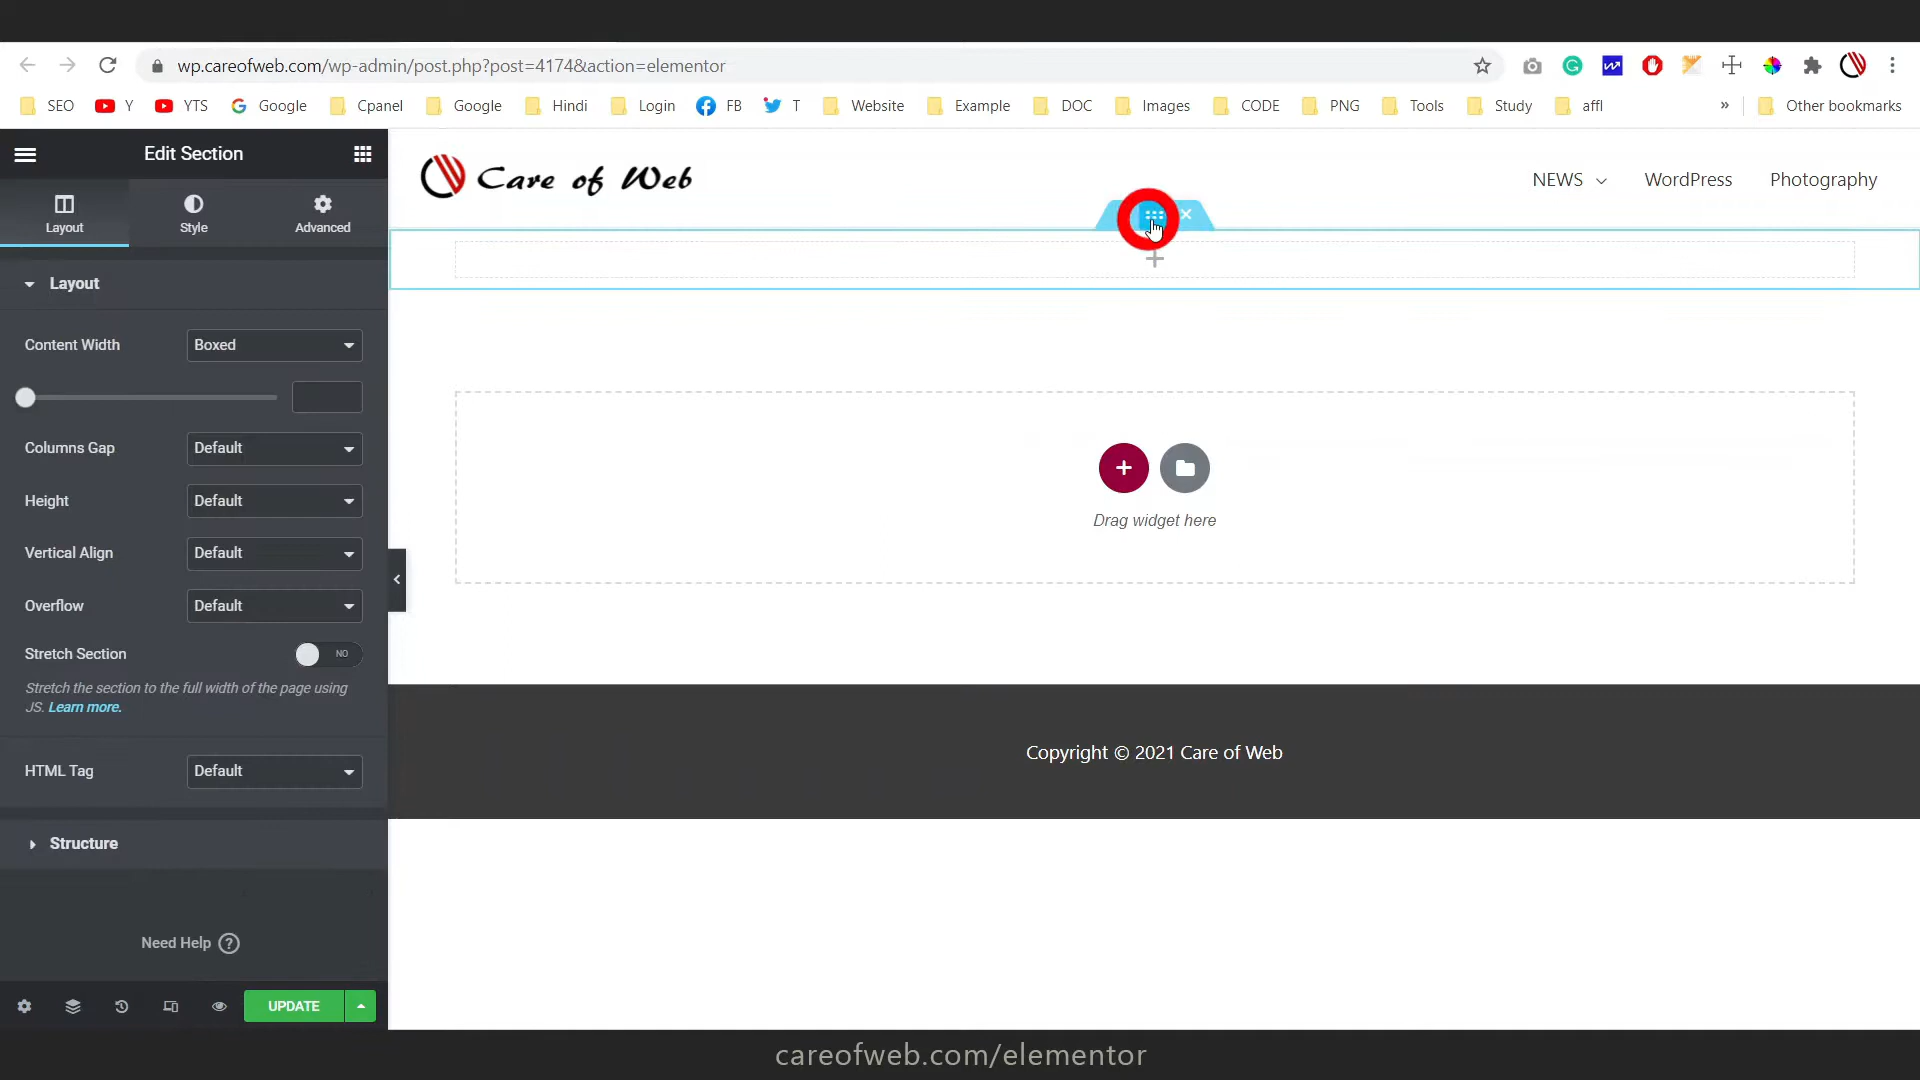 wp.careofweb.com/wp-admin/post.php?post=4174&action=elementor
SEO Y YTS Google Cpanel Google Hindi Login FB T Website Example DOC Images CODE PNG Tools Study affl » Other bookmarks
Edit Section
Care of Web
NEWS WordPress Photography
Layout Style Advanced
Layout
Content Width Boxed
Columns Gap Default
Height Default
Vertical Align Default
Overflow Default
Stretch Section NO
Stretch the section to the full width of the page using
JS. Learn more.
HTML Tag Default
Structure
Need Help ?
UPDATE
Drag widget here
Copyright © 2021 Care of Web
careofweb.com/elementor